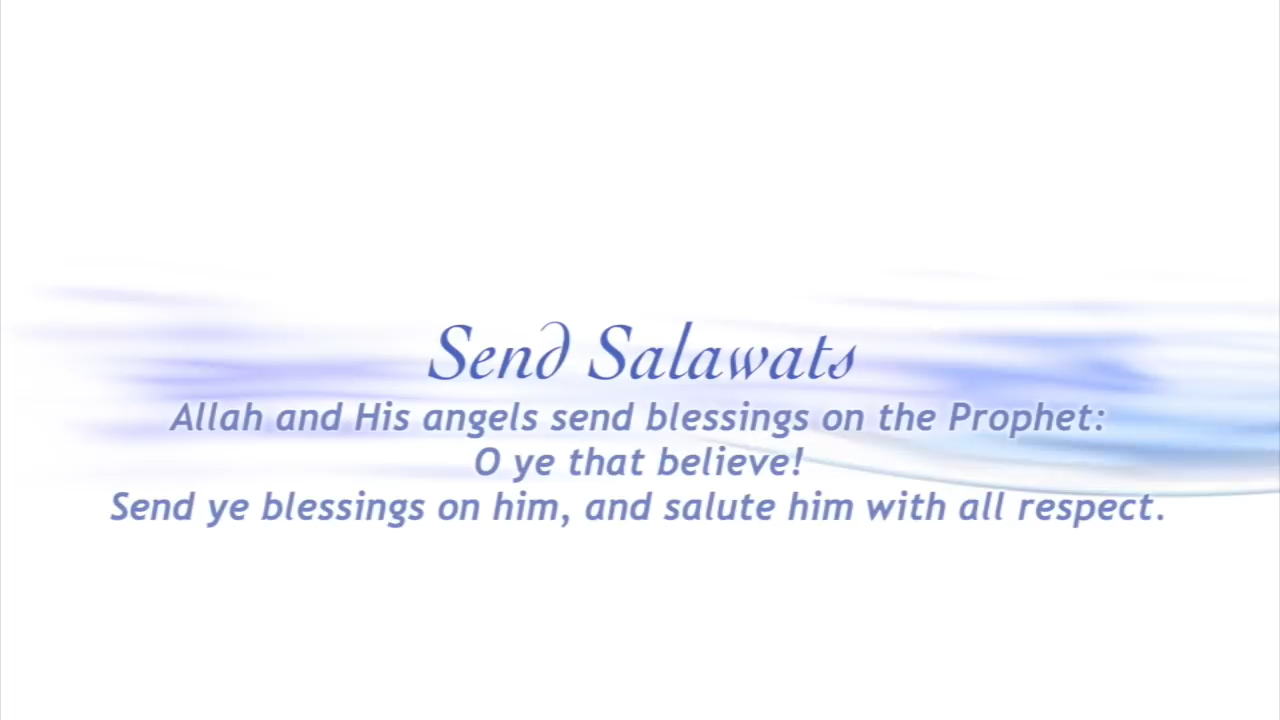 Send Salawats
Allah and His angels send blessings on the Prophet:
O ye that believe!
Send ye blessings on him, and salute him with all respect.